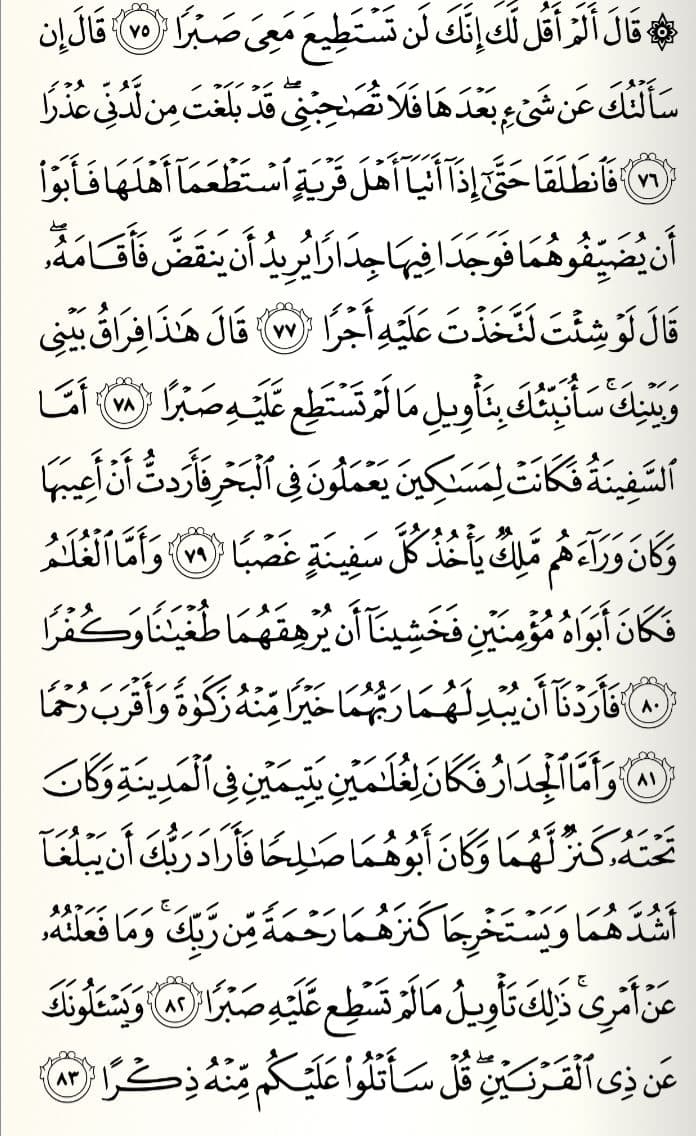 ۞ قَالَ أَلَمْ أَقُل لَّكَ إِنَّكَ لَن تَسْتَطِيعَ مَعِىَ صَبْرًا ٧٥ قَالَ إِن
سَأَلْتُكَ عَن شَىْءٍۭ بَعْدَهَا فَلَا تُصَـٰحِبْنِى ۖ قَدْ بَلَغْتَ مِن لَّدُنِّى عُذْرًا
٧٦ فَٱنطَلَقَا حَتَّىٰٓ إِذَآ أَتَيَآ أَهْلَ قَرْيَةٍ ٱسْتَطْعَمَآ أَهْلَهَا فَأَبَوْا۟
أَن يُضَيِّفُوهُمَا فَوَجَدَا فِيهَا جِدَارًا يُرِيدُ أَن يَنقَضَّ فَأَقَامَهُۥ ۖ
قَالَ لَوْ شِئْتَ لَتَّخَذْتَ عَلَيْهِ أَجْرًا ٧٧ قَالَ هَـٰذَا فِرَاقُ بَيْنِى
وَبَيْنِكَ ۚ سَأُنَبِّئُكَ بِتَأْوِيلِ مَا لَمْ تَسْتَطِع عَّلَيْهِ صَبْرًا ٧٨ أَمَّا
ٱلسَّفِينَةُ فَكَانَتْ لِمَسَـٰكِينَ يَعْمَلُونَ فِى ٱلْبَحْرِ فَأَرَدتُّ أَنْ أَعِيبَهَا
وَكَانَ وَرَآءَهُم مَّلِكٌ يَأْخُذُ كُلَّ سَفِينَةٍ غَصْبًا ٧٩ وَأَمَّا ٱلْغُلَـٰمُ
فَكَانَ أَبَوَاهُ مُؤْمِنَيْنِ فَخَشِينَآ أَن يُرْهِقَهُمَا طُغْيَـٰنًا وَكُفْرًا
٨٠ فَأَرَدْنَآ أَن يُبْدِلَهُمَا رَبُّهُمَا خَيْرًا مِّنْهُ زَكَوٰةً وَأَقْرَبَ رُحْمًا
٨١ وَأَمَّا ٱلْجِدَارُ فَكَانَ لِغُلَـٰمَيْنِ يَتِيمَيْنِ فِى ٱلْمَدِينَةِ وَكَانَ
تَحْتَهُۥ كَنزٌ لَّهُمَا وَكَانَ أَبُوهُمَا صَـٰلِحًا فَأَرَادَ رَبُّكَ أَن يَبْلُغَآ
أَشُدَّهُمَا وَيَسْتَخْرِجَا كَنزَهُمَا رَحْمَةً مِّن رَّبِّكَ ۚ وَمَا فَعَلْتُهُۥ
عَنْ أَمْرِى ۚ ذَٰلِكَ تَأْوِيلُ مَا لَمْ تَسْطِع عَّلَيْهِ صَبْرًا ٨٢ وَيَسْـَٔلُونَكَ
عَن ذِى ٱلْقَرْنَيْنِ ۖ قُلْ سَأَتْلُوا۟ عَلَيْكُم مِّنْهُ ذِكْرًا ٨٣